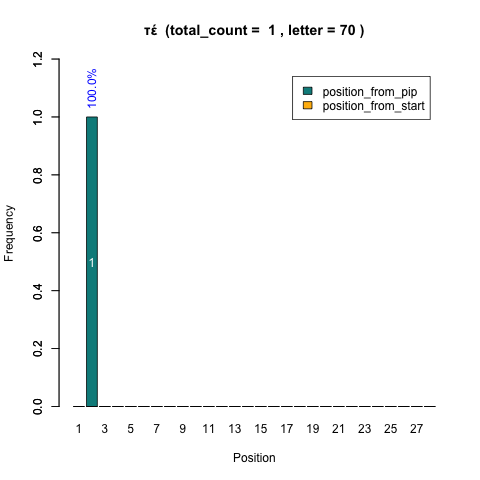 τέ (total_count = 1 , letter = 70 )
position_from_pip
position_from_start
Frequency
0.0 0.2 0.4 0.6 0.8 1.0 1.2
100.0%
1
1 3 5 7 9 11 13 15 17 19 21 23 25 27
Position